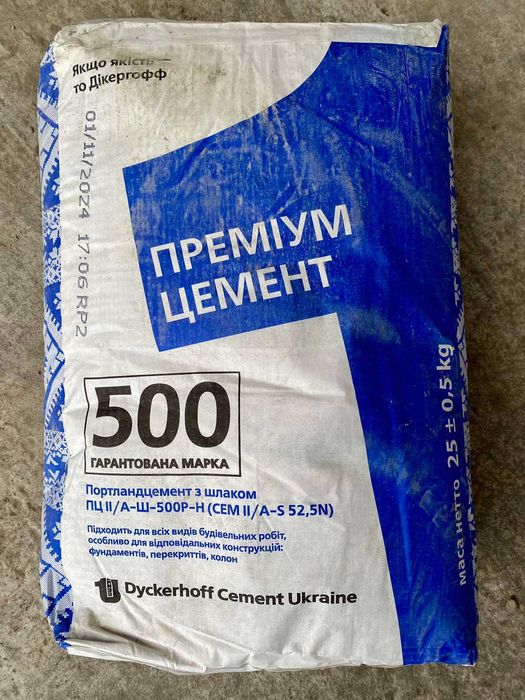 Якщо якість —
то Дікергофф
01/11/2024 17:06 RP2
ПРЕМІУМ
ЦЕМЕНТ
500
ГАРАНТОВАНА МАРКА
Портландцемент з шлаком
ПЦ II/А-Ш-500Р-Н (CEM II/A-S 52,5N)
Підходить для всіх видів будівельних робіт,
особливо для відповідальних конструкцій:
фундаментів, перекриттів, колон
Dyckerhoff Cement Ukraine
маса нетто 25 ± 0,5 kg